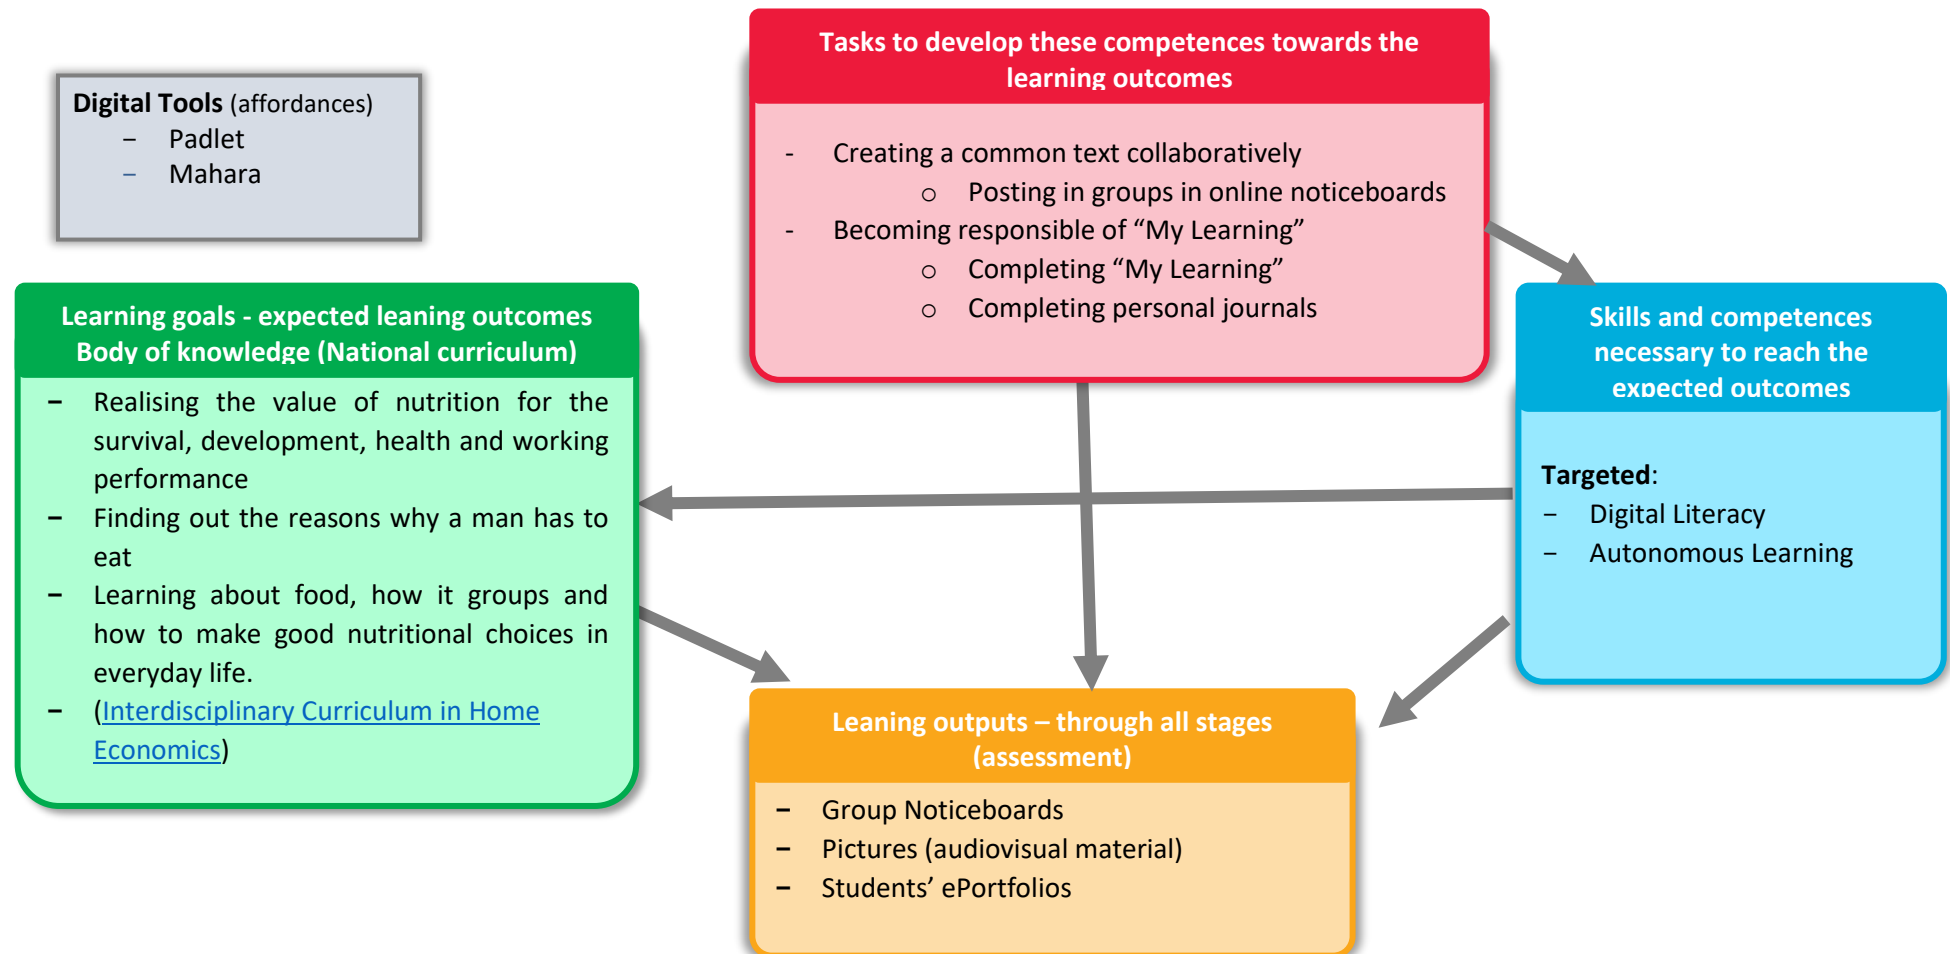 Digital Tools (affordances)
− Padlet
− Mahara
Tasks to develop these competences towards the
learning outcomes
- Creating a common text collaboratively
o Posting in groups in online noticeboards
- Becoming responsible of “My Learning”
o Completing “My Learning”
o Completing personal journals
Learning goals - expected leaning outcomes
Body of knowledge (National curriculum)
− Realising the value of nutrition for the
survival, development, health and working
performance
− Finding out the reasons why a man has to
eat
− Learning about food, how it groups and
how to make good nutritional choices in
everyday life.
− (Interdisciplinary Curriculum in Home
Economics)
Skills and competences
necessary to reach the
expected outcomes
Targeted:
− Digital Literacy
− Autonomous Learning
Leaning outputs – through all stages
(assessment)
− Group Noticeboards
− Pictures (audiovisual material)
− Students’ ePortfolios